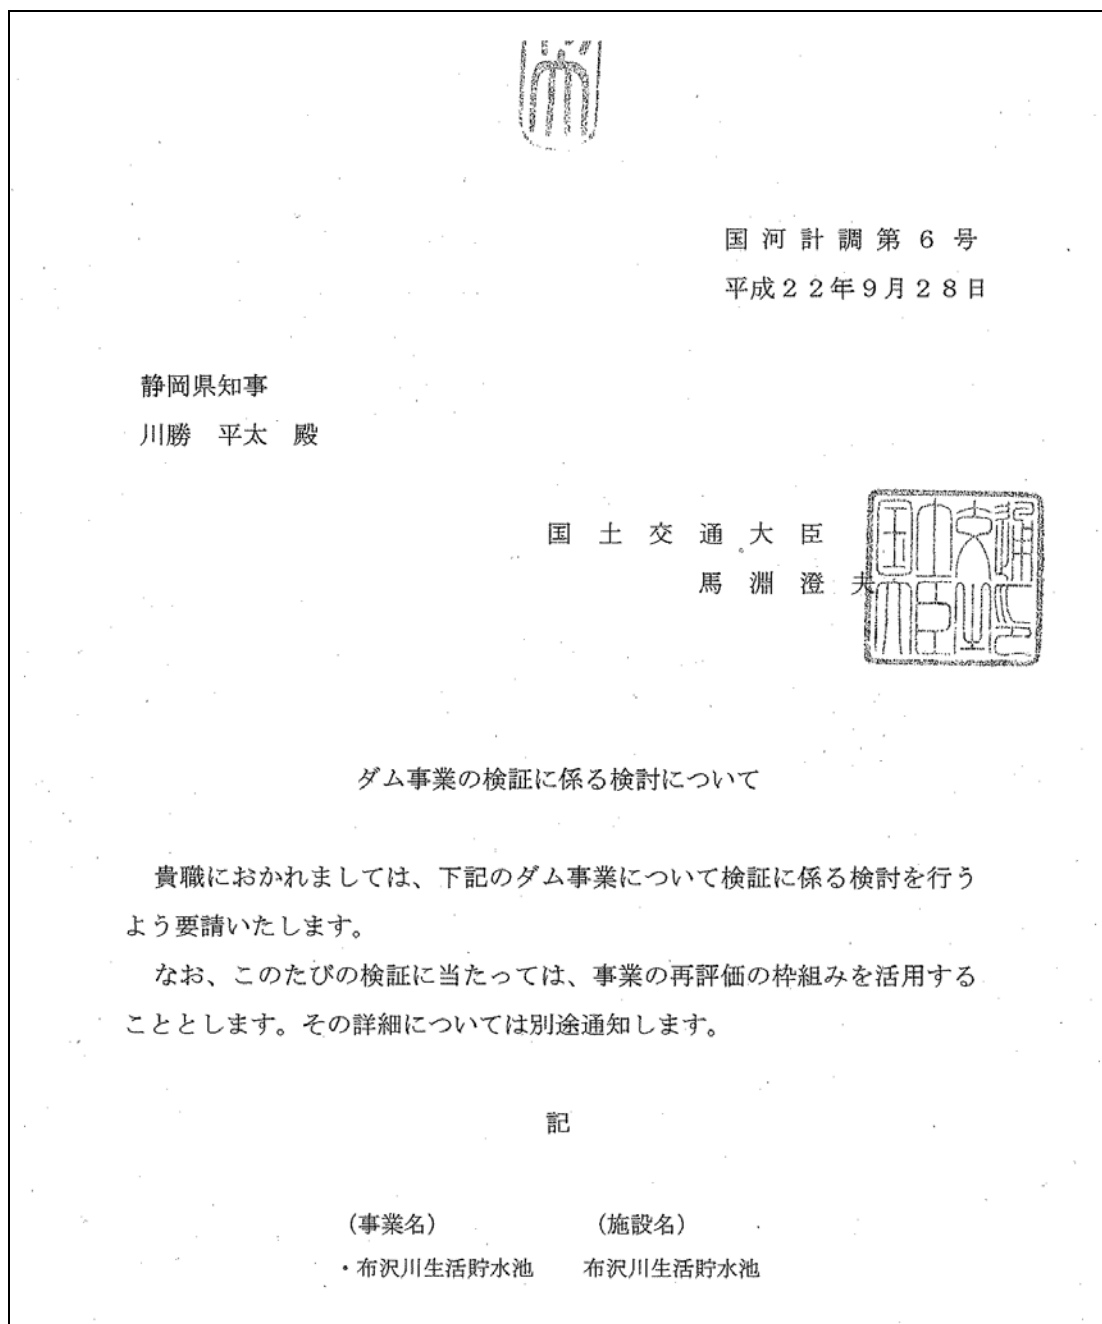 国河計調第６号
平成２２年９月２８日
静岡県知事
川勝　平太　殿
国土交通大臣
馬淵澄夫
国土交通大臣之印
ダム事業の検証に係る検討について
貴職におかれましては、下記のダム事業について検証に係る検討を行う
よう要請いたします。
なお、このたびの検証に当たっては、事業の再評価の枠組みを活用する
こととします。その詳細については別途通知します。
記
（事業名）　（施設名）
・布沢川生活貯水池　布沢川生活貯水池